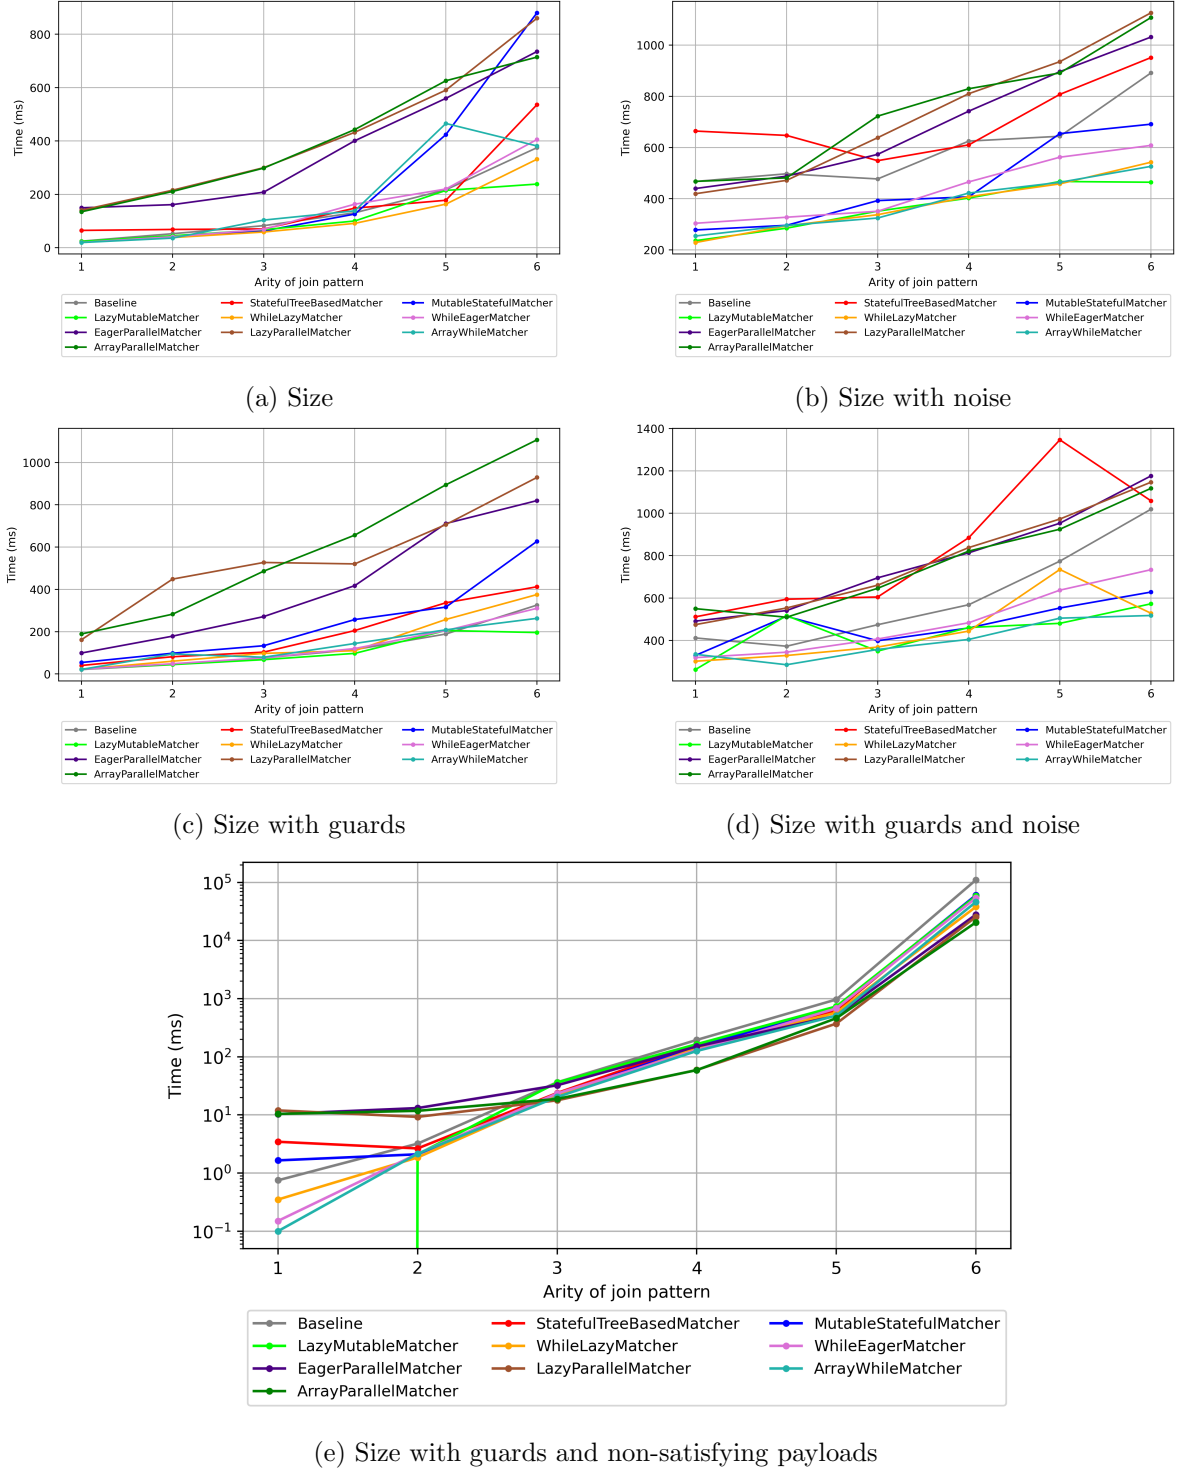 800
600
400
200
0
Time (ms)
1 2 3 4 5 6
Arity of join pattern
Baseline StatefulTreeBasedMatcher MutableStatefulMatcher
LazyMutableMatcher WhileLazyMatcher WhileEagerMatcher
EagerParallelMatcher LazyParallelMatcher ArrayWhileMatcher
ArrayParallelMatcher
(a) Size
1000
800
600
400
200
Time (ms)
1 2 3 4 5 6
Arity of join pattern
Baseline StatefulTreeBasedMatcher MutableStatefulMatcher
LazyMutableMatcher WhileLazyMatcher WhileEagerMatcher
EagerParallelMatcher LazyParallelMatcher ArrayWhileMatcher
ArrayParallelMatcher
(b) Size with noise
1000
800
600
400
200
0
Time (ms)
1 2 3 4 5 6
Arity of join pattern
Baseline StatefulTreeBasedMatcher MutableStatefulMatcher
LazyMutableMatcher WhileLazyMatcher WhileEagerMatcher
EagerParallelMatcher LazyParallelMatcher ArrayWhileMatcher
ArrayParallelMatcher
(c) Size with guards
1400
1200
1000
800
600
400
Time (ms)
1 2 3 4 5 6
Arity of join pattern
Baseline StatefulTreeBasedMatcher MutableStatefulMatcher
LazyMutableMatcher WhileLazyMatcher WhileEagerMatcher
EagerParallelMatcher LazyParallelMatcher ArrayWhileMatcher
ArrayParallelMatcher
(d) Size with guards and noise
10⁵
10⁴
10³
10²
10¹
10⁰
10⁻¹
Time (ms)
1 2 3 4 5 6
Arity of join pattern
Baseline StatefulTreeBasedMatcher MutableStatefulMatcher
LazyMutableMatcher WhileLazyMatcher WhileEagerMatcher
EagerParallelMatcher LazyParallelMatcher ArrayWhileMatcher
ArrayParallelMatcher
(e) Size with guards and non-satisfying payloads